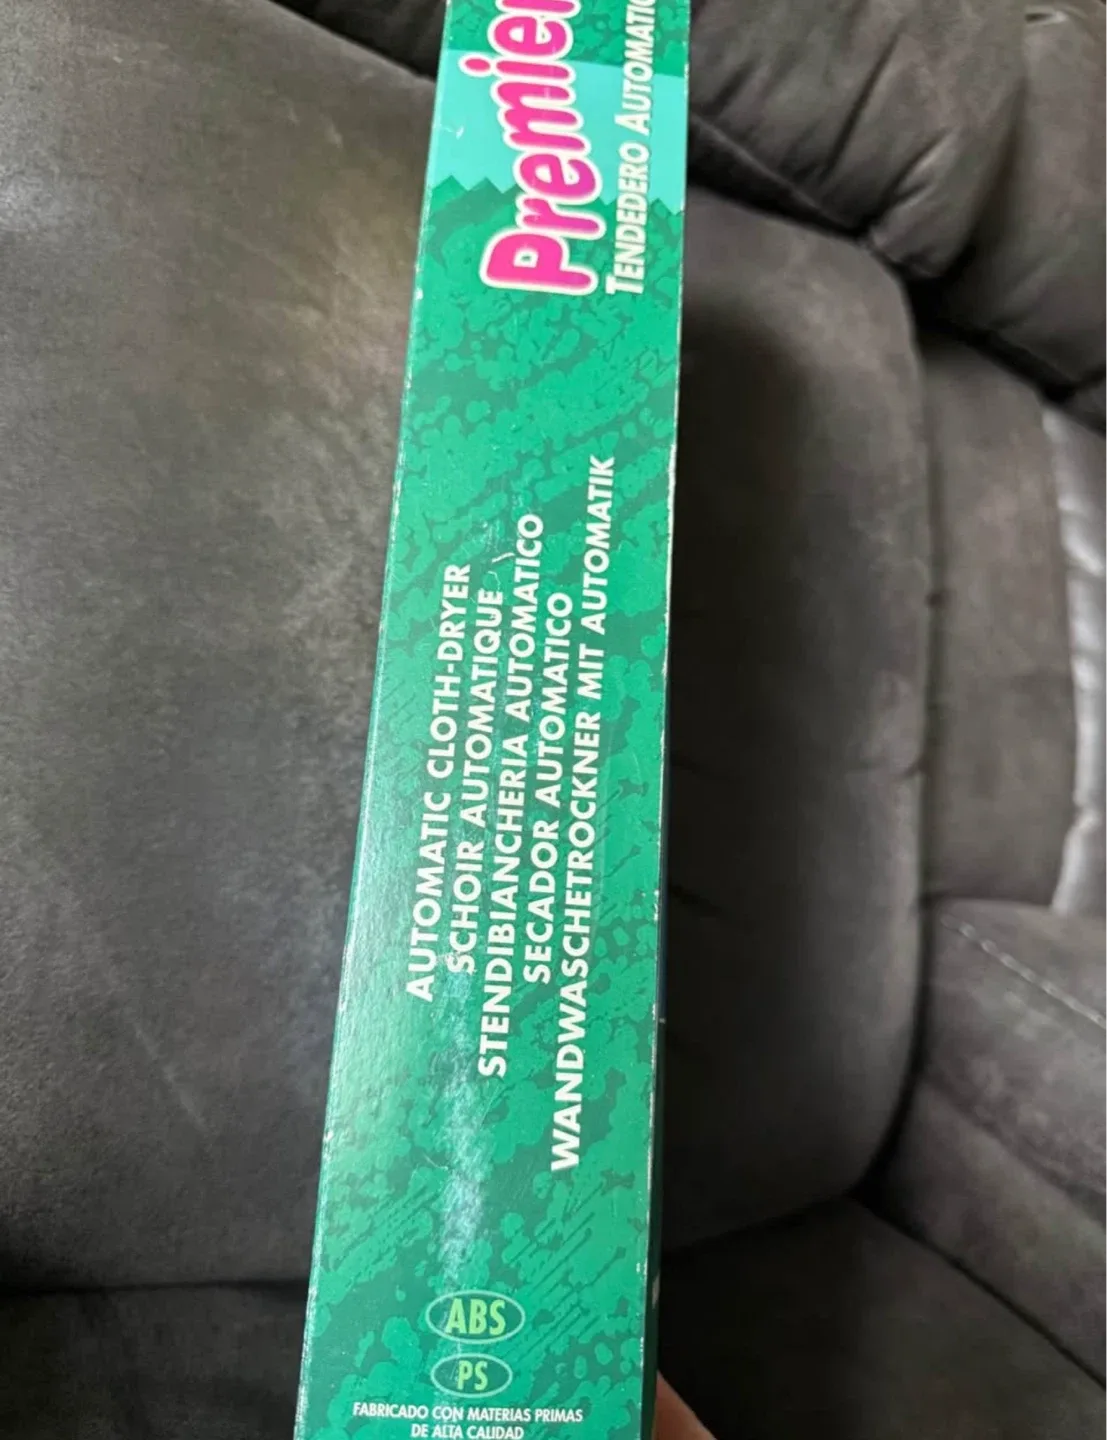 Premier
TENDEDERO AUTOMATIC
AUTOMATIC CLOTH-DRYER
SCHOIR AUTOMATIQUE
STENDIBIANCHERIA AUTOMATICO
SECADOR AUTOMATICO
WANDWASCHETROCKNER MIT AUTOMATIK
ABS
PS
FABRICADO CON MATERIAS PRIMAS
DE ALTA CALIDAD